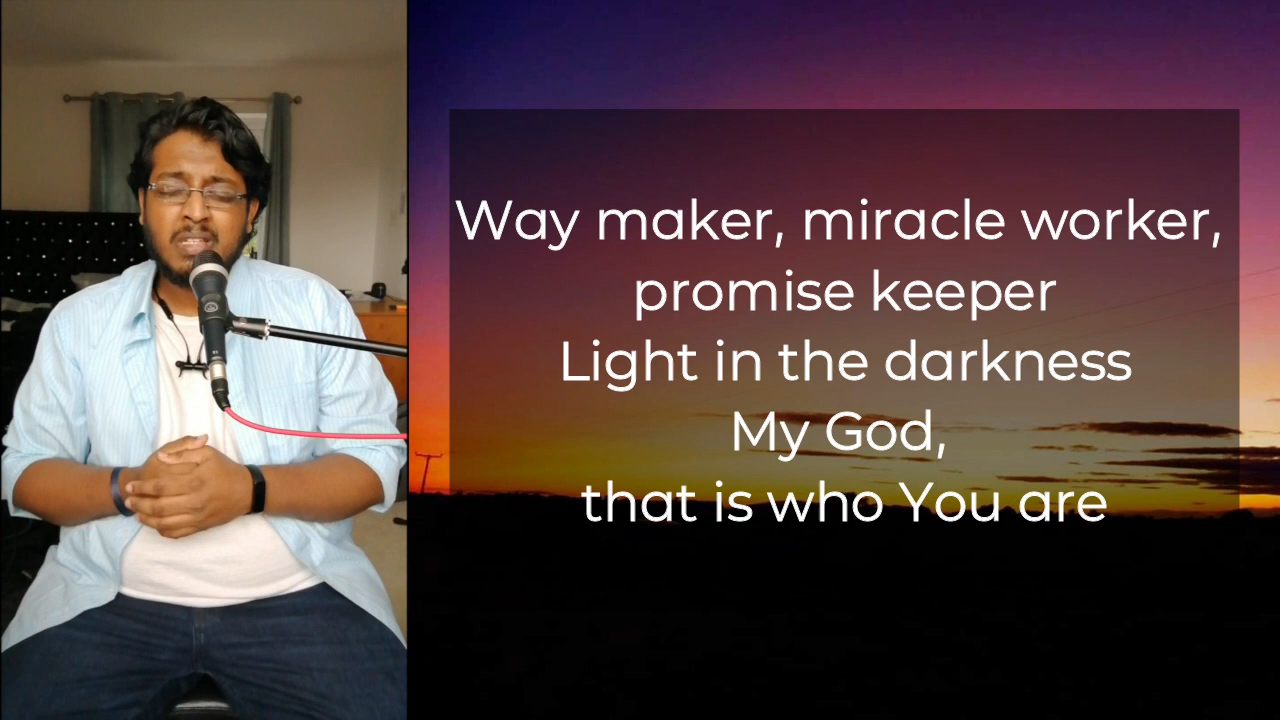 Way maker, miracle worker,
promise keeper
Light in the darkness
My God,
that is who You are